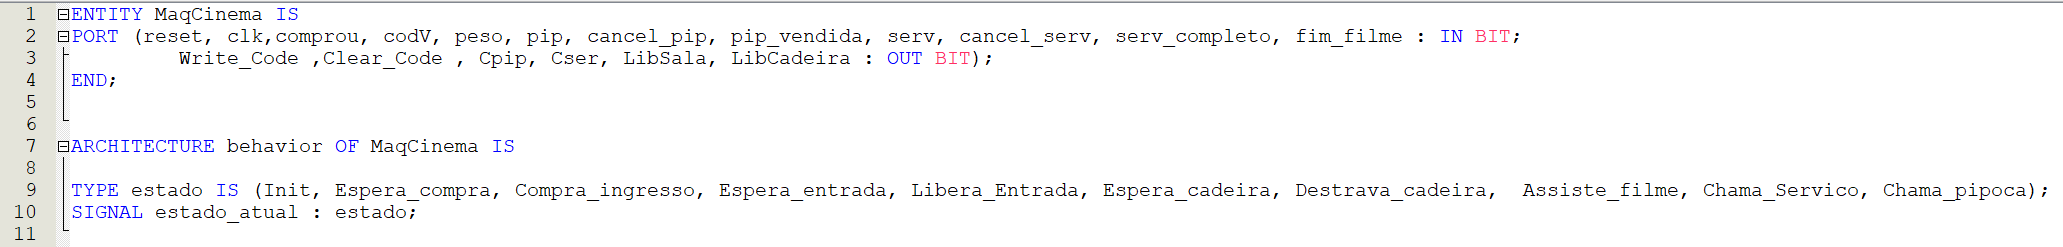 1 ENTITY MaqCinema IS
2 PORT (reset, clk,comprou, codV, peso, pip, cancel_pip, pip_vendida, serv, cancel_serv, serv_completo, fim_filme : IN BIT;
3 Write_Code ,Clear_Code , Cpip, Cser, LibSala, LibCadeira : OUT BIT);
4 END;
5
6
7 ARCHITECTURE behavior OF MaqCinema IS
8
9 TYPE estado IS (Init, Espera_compra, Compra_ingresso, Espera_entrada, Libera_Entrada, Espera_cadeira, Destrava_cadeira,  Assiste_filme, Chama_Servico, Chama_pipoca);
10 SIGNAL estado_atual : estado;
11